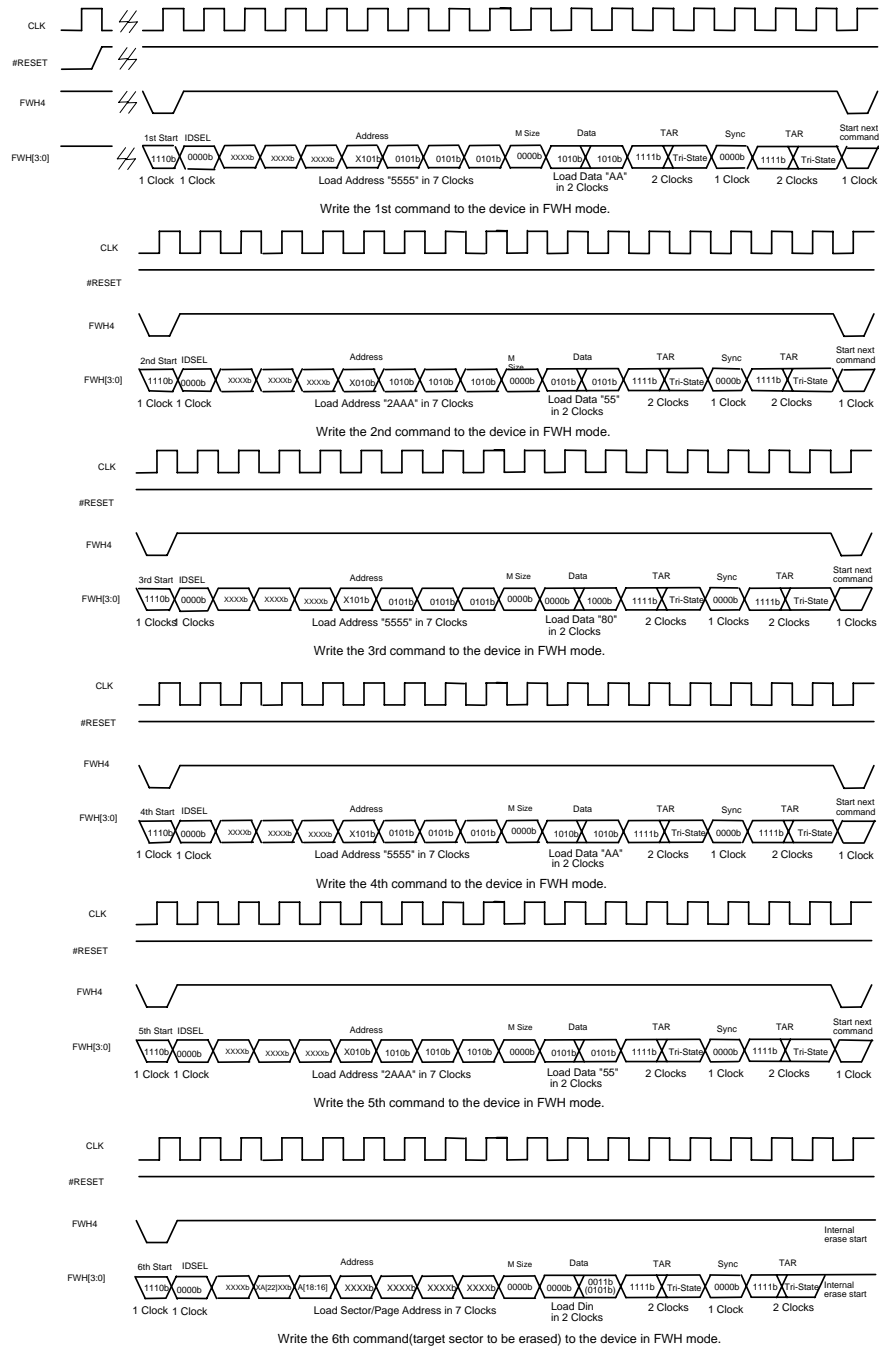 CLK
#RESET
FWH4
1st Start IDSEL Address M Size Data TAR Sync TAR Start next command
FWH[3:0] 1110b 0000b XXXXb XXXXb XXXXb X101b 0101b 0101b 0101b 0000b 1010b 1010b 1111b Tri-State 0000b 1111b Tri-State
1 Clock 1 Clock Load Address "5555" in 7 Clocks Load Data "AA" in 2 Clocks 2 Clocks 1 Clock 2 Clocks 1 Clock
Write the 1st command to the device in FWH mode.
CLK
#RESET
FWH4
2nd Start IDSEL Address M Size Data TAR Sync TAR Start next command
FWH[3:0] 1110b 0000b XXXXb XXXXb XXXXb X010b 1010b 1010b 1010b 0000b 0101b 0101b 1111b Tri-State 0000b 1111b Tri-State
1 Clock 1 Clock Load Address "2AAA" in 7 Clocks Load Data "55" in 2 Clocks 2 Clocks 1 Clock 2 Clocks 1 Clock
Write the 2nd command to the device in FWH mode.
CLK
#RESET
FWH4
3rd Start IDSEL Address M Size Data TAR Sync TAR Start next command
FWH[3:0] 1110b 0000b XXXXb XXXXb XXXXb X101b 0101b 0101b 0101b 0000b 0000b 1000b 1111b Tri-State 0000b 1111b Tri-State
1 Clocks 1 Clocks Load Address "5555" in 7 Clocks Load Data "80" in 2 Clocks 2 Clocks 1 Clocks 2 Clocks 1 Clocks
Write the 3rd command to the device in FWH mode.
CLK
#RESET
FWH4
4th Start IDSEL Address M Size Data TAR Sync TAR Start next command
FWH[3:0] 1110b 0000b XXXXb XXXXb XXXXb X101b 0101b 0101b 0101b 0000b 1010b 1010b 1111b Tri-State 0000b 1111b Tri-State
1 Clock 1 Clock Load Address "5555" in 7 Clocks Load Data "AA" in 2 Clocks 2 Clocks 1 Clock 2 Clocks 1 Clock
Write the 4th command to the device in FWH mode.
CLK
#RESET
FWH4
5th Start IDSEL Address M Size Data TAR Sync TAR Start next command
FWH[3:0] 1110b 0000b XXXXb XXXXb XXXXb X010b 1010b 1010b 1010b 0000b 0101b 0101b 1111b Tri-State 0000b 1111b Tri-State
1 Clock 1 Clock Load Address "2AAA" in 7 Clocks Load Data "55" in 2 Clocks 2 Clocks 1 Clock 2 Clocks 1 Clock
Write the 5th command to the device in FWH mode.
CLK
#RESET
FWH4 Internal erase start
6th Start IDSEL Address M Size Data TAR Sync TAR
FWH[3:0] 1110b 0000b XXXXb XA[22]XXb A[18:16] XXXXb XXXXb XXXXb XXXXb 0000b 0000b 0011b (0101b) 1111b Tri-State 0000b 1111b Tri-State Internal erase start
1 Clock 1 Clock Load Sector/Page Address in 7 Clocks Load Din in 2 Clocks 2 Clocks 1 Clock 2 Clocks
Write the 6th command(target sector to be erased) to the device in FWH mode.